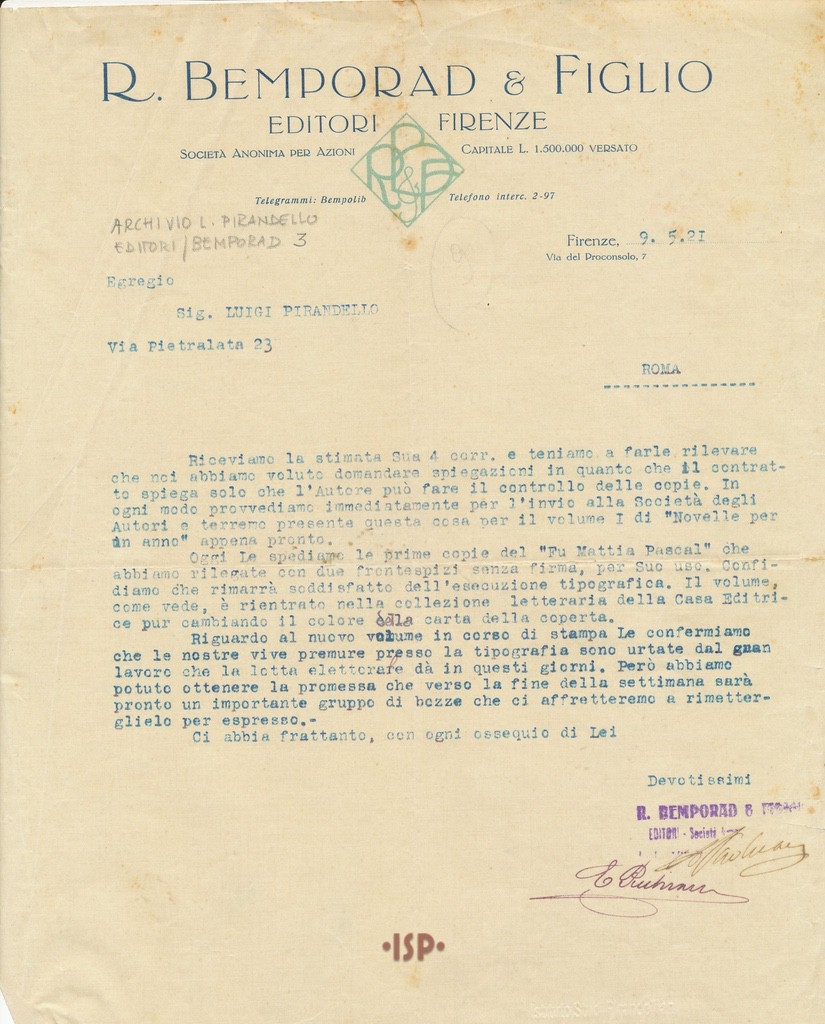 R. BEMPORAD & FIGLIO
EDITORI FIRENZE
SOCIETÀ ANONIMA PER AZIONI CAPITALE L. 1.500.000 VERSATO
RB&F
Telegrammi: Bempolib Telefono interc. 2-97
ARCHIVIO L. PIRANDELLO
EDITORI/BEMPORAD 3
Firenze, 9. 5.21
Via del Proconsolo, 7
Egregio
Sig. LUIGI PIRANDELLO
Via Pietralata 23
ROMA
Riceviamo la stimata Sua 4 corr. e teniamo a farle rilevare
che noi abbiamo voluto domandare spiegazioni in quanto che il contrat-
to spiega solo che l'Autore può fare il controllo delle copie. In
ogni modo provvediamo immediatamente per l'invio alla Società degli
Autori e terremo presente questa cosa per il volume I di "Novelle per
un anno" appena pronto.
Oggi Le spediamo le prime copie del "Fu Mattia Pascal" che
abbiamo rilegate con due frontespizi senza firma, per Suo uso. Confi-
diamo che rimarrà soddisfatto dell'esecuzione tipografica. Il volume,
come vede, è rientrato nella collezione letteraria della Casa Editri-
ce pur cambiando il colore della carta della coperta.
Riguardo al nuovo volume in corso di stampa Le confermiamo
che le nostre vive premure presso la tipografia sono urtate dal gran
lavoro che la lotta elettorale dà in questi giorni. Però abbiamo
potuto ottenere la promessa che verso la fine della settimana sarà
pronto un importante gruppo di bozze che ci affretteremo a rimetter-
glielo per espresso.-
Ci abbia frattanto, con ogni ossequio di Lei
Devotissimi
R. BEMPORAD &
EDITORI - Società
•ISP•